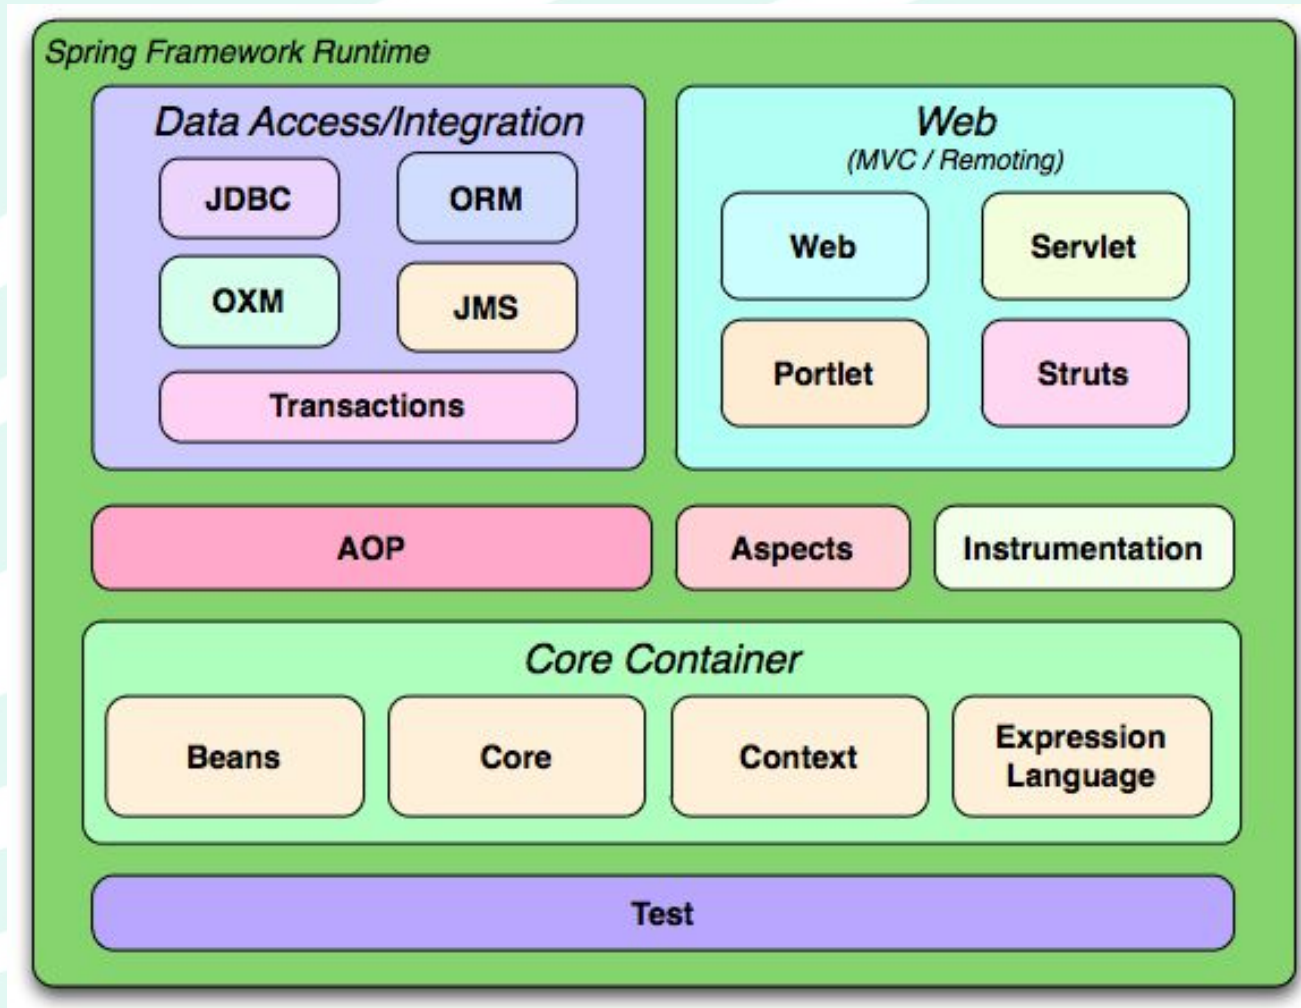 Spring Framework Runtime
Data Access/Integration
JDBC
ORM
OXM
JMS
Transactions
Web
(MVC / Remoting)
Web
Servlet
Portlet
Struts
AOP
Aspects
Instrumentation
Core Container
Beans
Core
Context
Expression
Language
Test